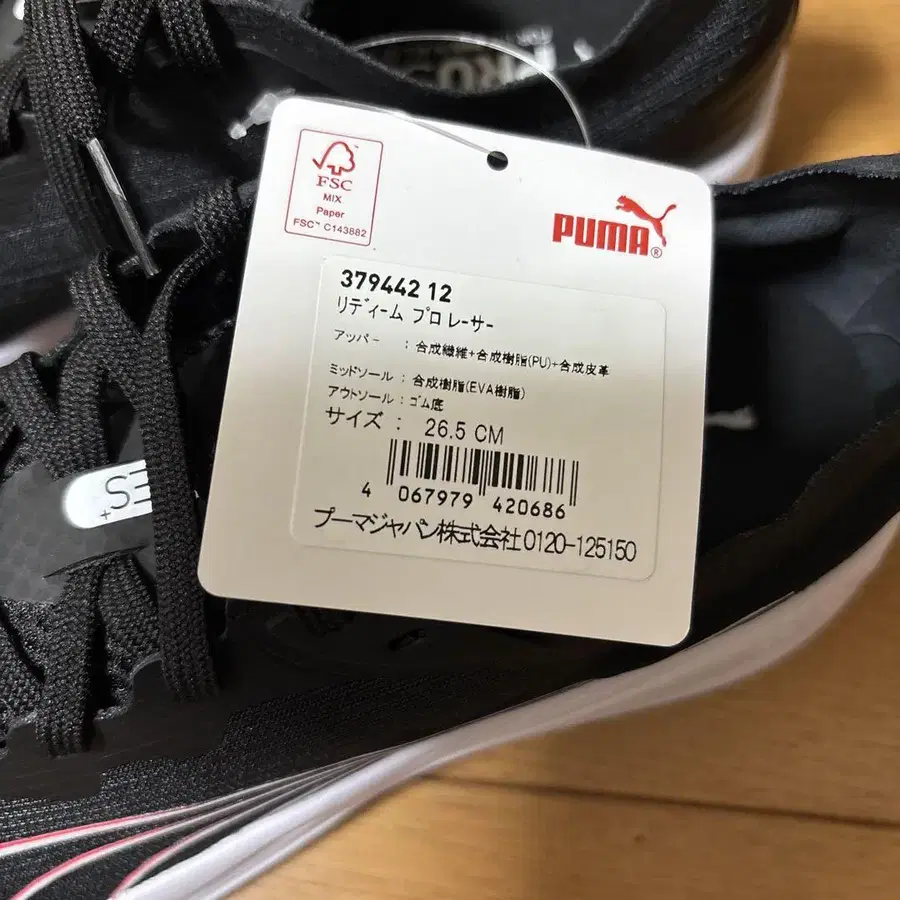 FSC
MIX
Paper
FSC™ C143882
PUMA®
379442 12
リディーム プロ レーサー
アッパー : 合成繊維+合成樹脂(PU)+合成皮革
ミッドソール : 合成樹脂(EVA樹脂)
アウトソール : ゴム底
サイズ : 26.5 CM
4 067979 420686
プーマジャパン株式会社0120-125150